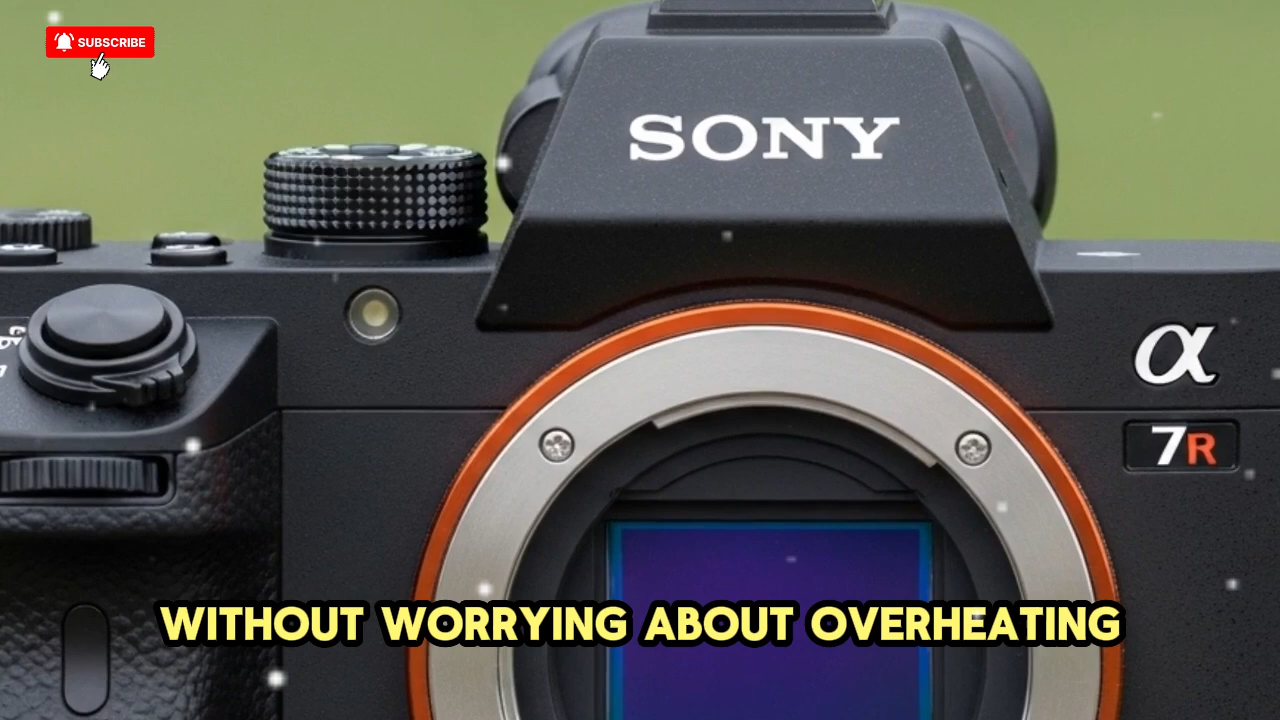 SUBSCRIBE
SONY
α
7R
WITHOUT WORRYING ABOUT OVERHEATING